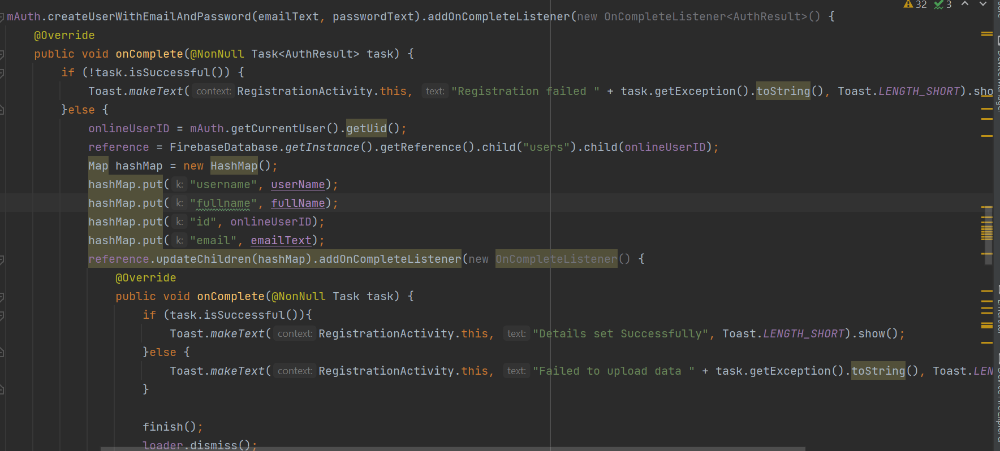 32 3
mAuth.createUserWithEmailAndPassword(emailText, passwordText).addOnCompleteListener(new OnCompleteListener<AuthResult>() {
@Override
public void onComplete(@NonNull Task<AuthResult> task) {
if (!task.isSuccessful()) {
Toast.makeText( context: RegistrationActivity.this, text: "Registration failed " + task.getException().toString(), Toast.LENGTH_SHORT).sho
}else {
onlineUserID = mAuth.getCurrentUser().getUid();
reference = FirebaseDatabase.getInstance().getReference().child("users").child(onlineUserID);
Map hashMap = new HashMap();
hashMap.put( k: "username", userName);
hashMap.put( k: "fullname", fullName);
hashMap.put( k: "id", onlineUserID);
hashMap.put( k: "email", emailText);
reference.updateChildren(hashMap).addOnCompleteListener(new OnCompleteListener() {
@Override
public void onComplete(@NonNull Task task) {
if (task.isSuccessful()){
Toast.makeText( context: RegistrationActivity.this, text: "Details set Successfully", Toast.LENGTH_SHORT).show();
}else {
Toast.makeText( context: RegistrationActivity.this, text: "Failed to upload data " + task.getException().toString(), Toast.LEN
}
finish();
loader.dismiss();